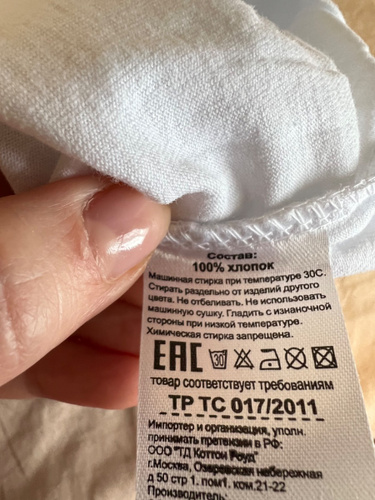 Состав:
100% хлопок
Машинная стирка при температуре 30С.
Стирать раздельно от изделий другого
цвета. Не отбеливать. Не использовать
машинную сушку. Гладить с изнаночной
стороны при низкой температуре.
Химическая стирка запрещена.
EAC 30
товар соответствует требованиям
ТР ТС 017/2011
Импортер и организация, уполн.
принимать претензии в РФ:
ООО "ТД Коттон Роуд"
г.Москва, Озерковская набережная
д 50 стр 1. пом1. ком.21-22
Производитель: